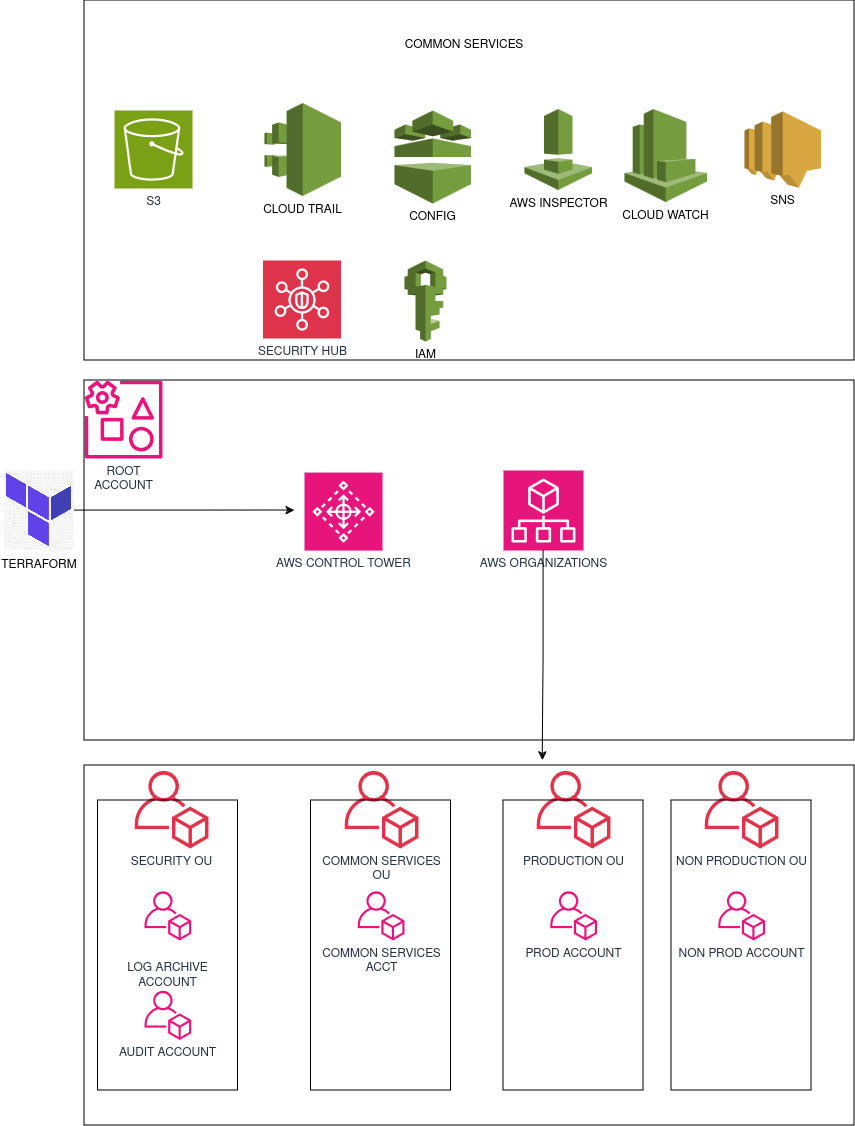 COMMON SERVICES
S3
CLOUD TRAIL
CONFIG
AWS INSPECTOR
CLOUD WATCH
SNS
SECURITY HUB
IAM
ROOT
ACCOUNT
TERRAFORM
AWS CONTROL TOWER
AWS ORGANIZATIONS
SECURITY OU
LOG ARCHIVE
ACCOUNT
AUDIT ACCOUNT
COMMON SERVICES
OU
COMMON SERVICES
ACCT
PRODUCTION OU
PROD ACCOUNT
NON PRODUCTION OU
NON PROD ACCOUNT